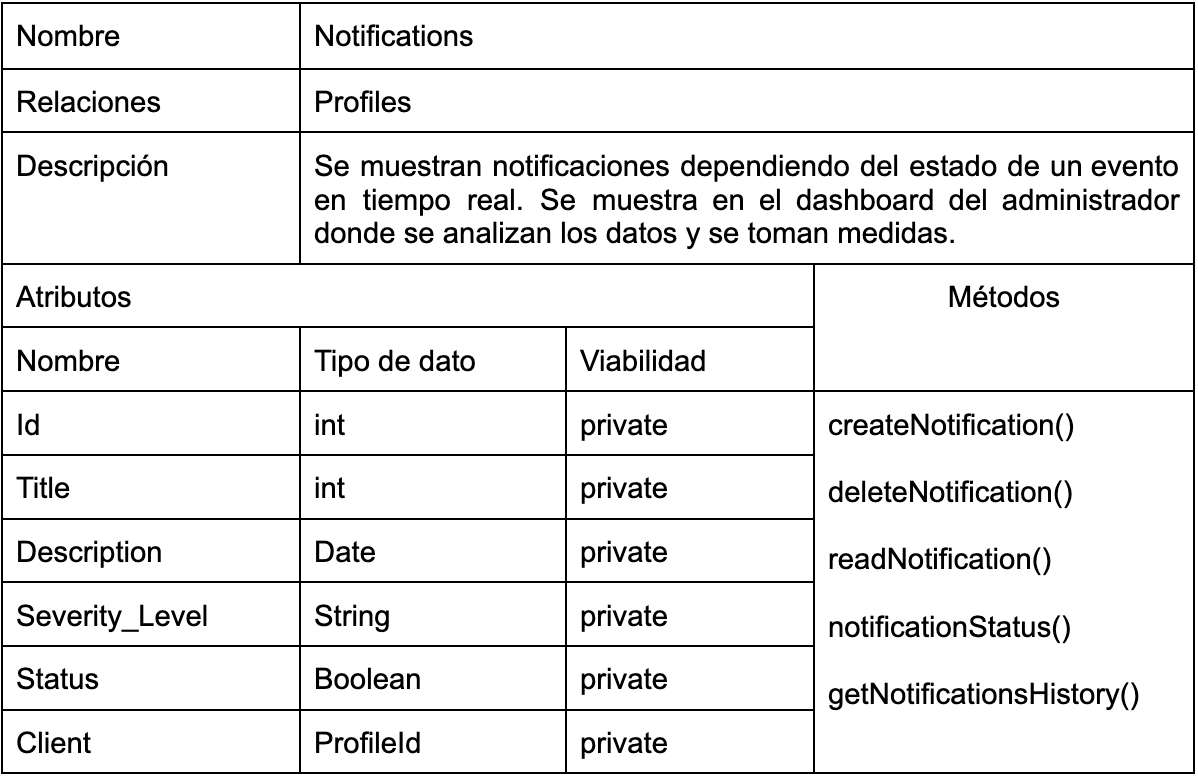 Nombre Notifications
Relaciones Profiles
Descripción Se muestran notificaciones dependiendo del estado de un evento
en tiempo real. Se muestra en el dashboard del administrador
donde se analizan los datos y se toman medidas.
Atributos Métodos
Nombre Tipo de dato Viabilidad
Id int private createNotification()
Title int private deleteNotification()
Description Date private readNotification()
Severity_Level String private notificationStatus()
Status Boolean private getNotificationsHistory()
Client ProfileId private